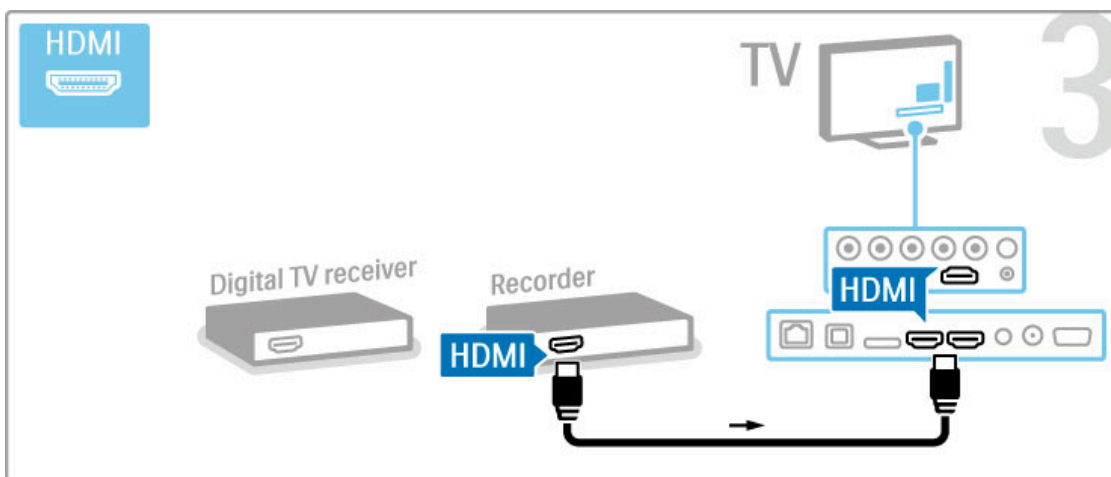 HDMI
TV
3
Digital TV receiver
Recorder
HDMI
HDMI